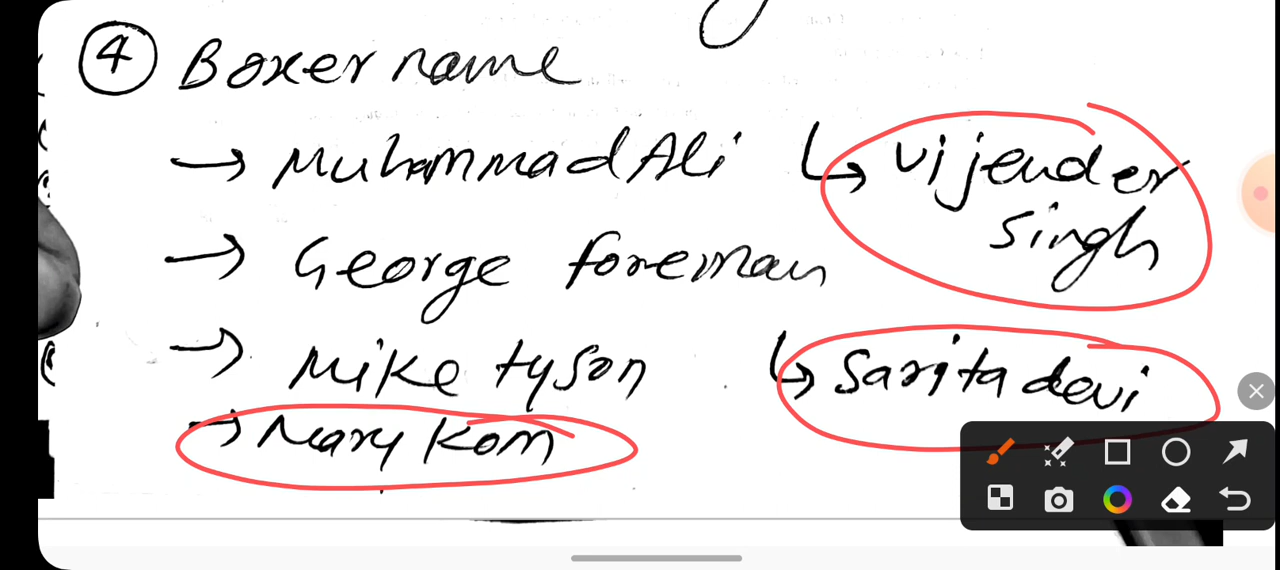 ④ Boxer name
→ Muhammad Ali ↳ Vijender
Singh
→ George foreman
→ Mike tyson ↳ Sarita devi
→ Mary Kom